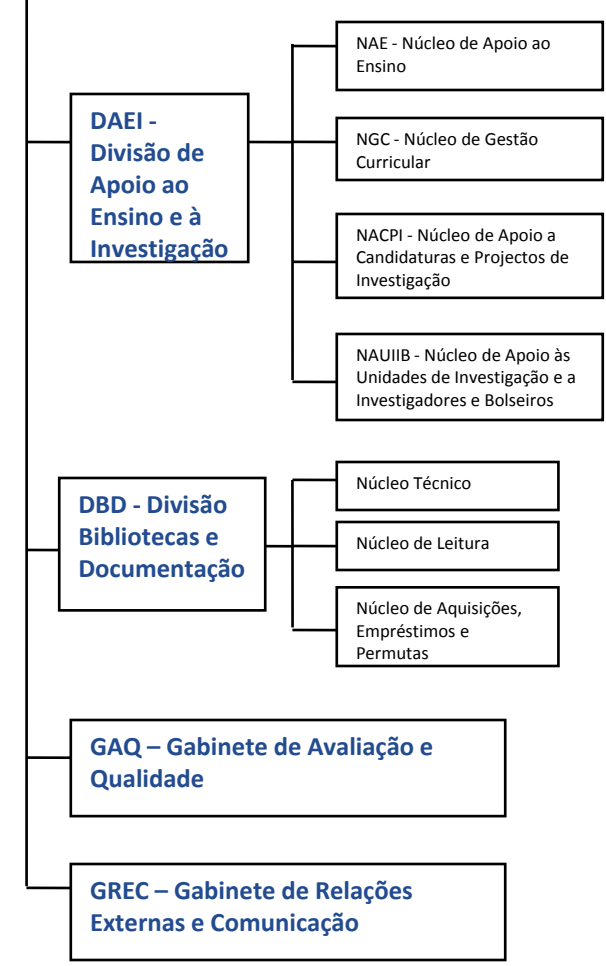 DAEI -
Divisão de
Apoio ao
Ensino e à
Investigação
NAE - Núcleo de Apoio ao
Ensino
NGC - Núcleo de Gestão
Curricular
NACPI - Núcleo de Apoio a
Candidaturas e Projectos de
Investigação
NAUIIB - Núcleo de Apoio às
Unidades de Investigação e a
Investigadores e Bolseiros
DBD - Divisão
Bibliotecas e
Documentação
Núcleo Técnico
Núcleo de Leitura
Núcleo de Aquisições,
Empréstimos e
Permutas
GAQ – Gabinete de Avaliação e
Qualidade
GREC – Gabinete de Relações
Externas e Comunicação